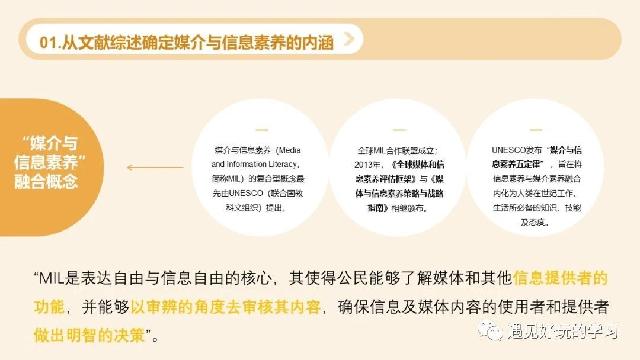 01.从文献综述确定媒介与信息素养的内涵
“媒介与
信息素养”
融合概念
媒介与信息素养（Media
and Information Literacy，
简称MIL）的复合型概念最
先由UNESCO（联合国教
科文组织）提出。
全球MIL合作联盟成立；
2013年，《全球媒体和信
息素养评估框架》与《媒
体与信息素养策略与战略
指南》相继颁布。
UNESCO发布“媒介与信
息素养五定律”，旨在将
信息素养与媒介素养融合
内化为人类在世纪工作、
生活所必备的知识、技能
及态度。
“MIL是表达自由与信息自由的核心，其使得公民能够了解媒体和其他信息提供者的
功能，并能够以审辨的角度去审核其内容，确保信息及媒体内容的使用者和提供者
做出明智的决策”。
遇见好玩的学习